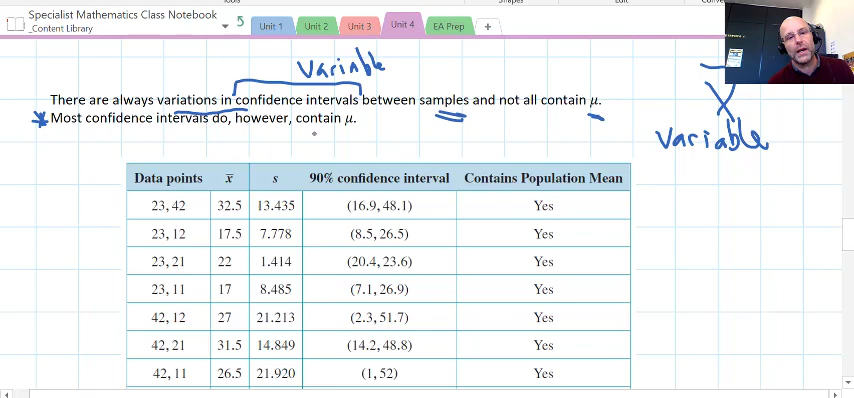 Tools
Shapes
Edit
Specialist Mathematics Class Notebook
_Content Library
Unit 1
Unit 2
Unit 3
Unit 4
EA Prep
+
variable
There are always variations in confidence intervals between samples and not all contain μ.
Most confidence intervals do, however, contain μ.
x̅
variable
Data points x̅ s 90% confidence interval Contains Population Mean
23, 42 32.5 13.435 (16.9, 48.1) Yes
23, 12 17.5 7.778 (8.5, 26.5) Yes
23, 21 22 1.414 (20.4, 23.6) Yes
23, 11 17 8.485 (7.1, 26.9) Yes
42, 12 27 21.213 (2.3, 51.7) Yes
42, 21 31.5 14.849 (14.2, 48.8) Yes
42, 11 26.5 21.920 (1, 52) Yes